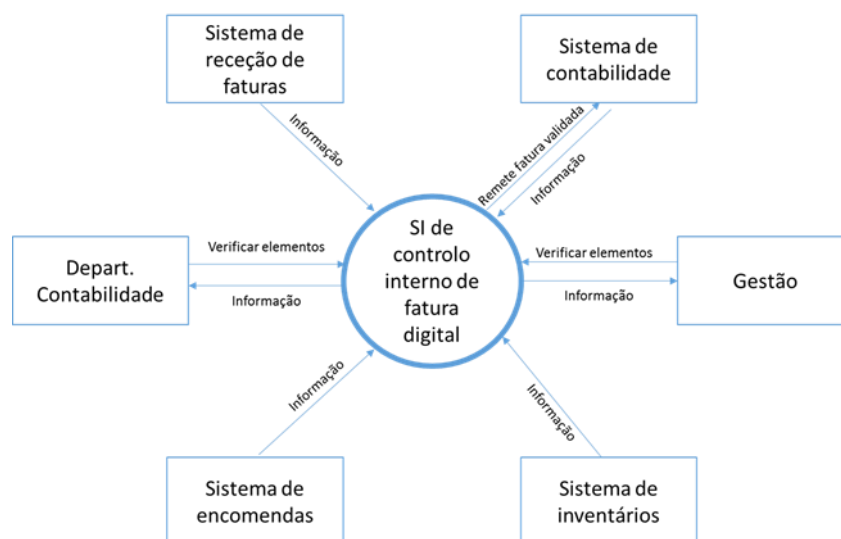 Sistema de
receção de
faturas
Sistema de
contabilidade
Informação
Remete fatura validada
Informação
SI de
controlo
interno de
fatura
digital
Depart.
Contabilidade
Verificar elementos
Informação
Verificar elementos
Informação
Gestão
Informação
Informação
Sistema de
encomendas
Sistema de
inventários